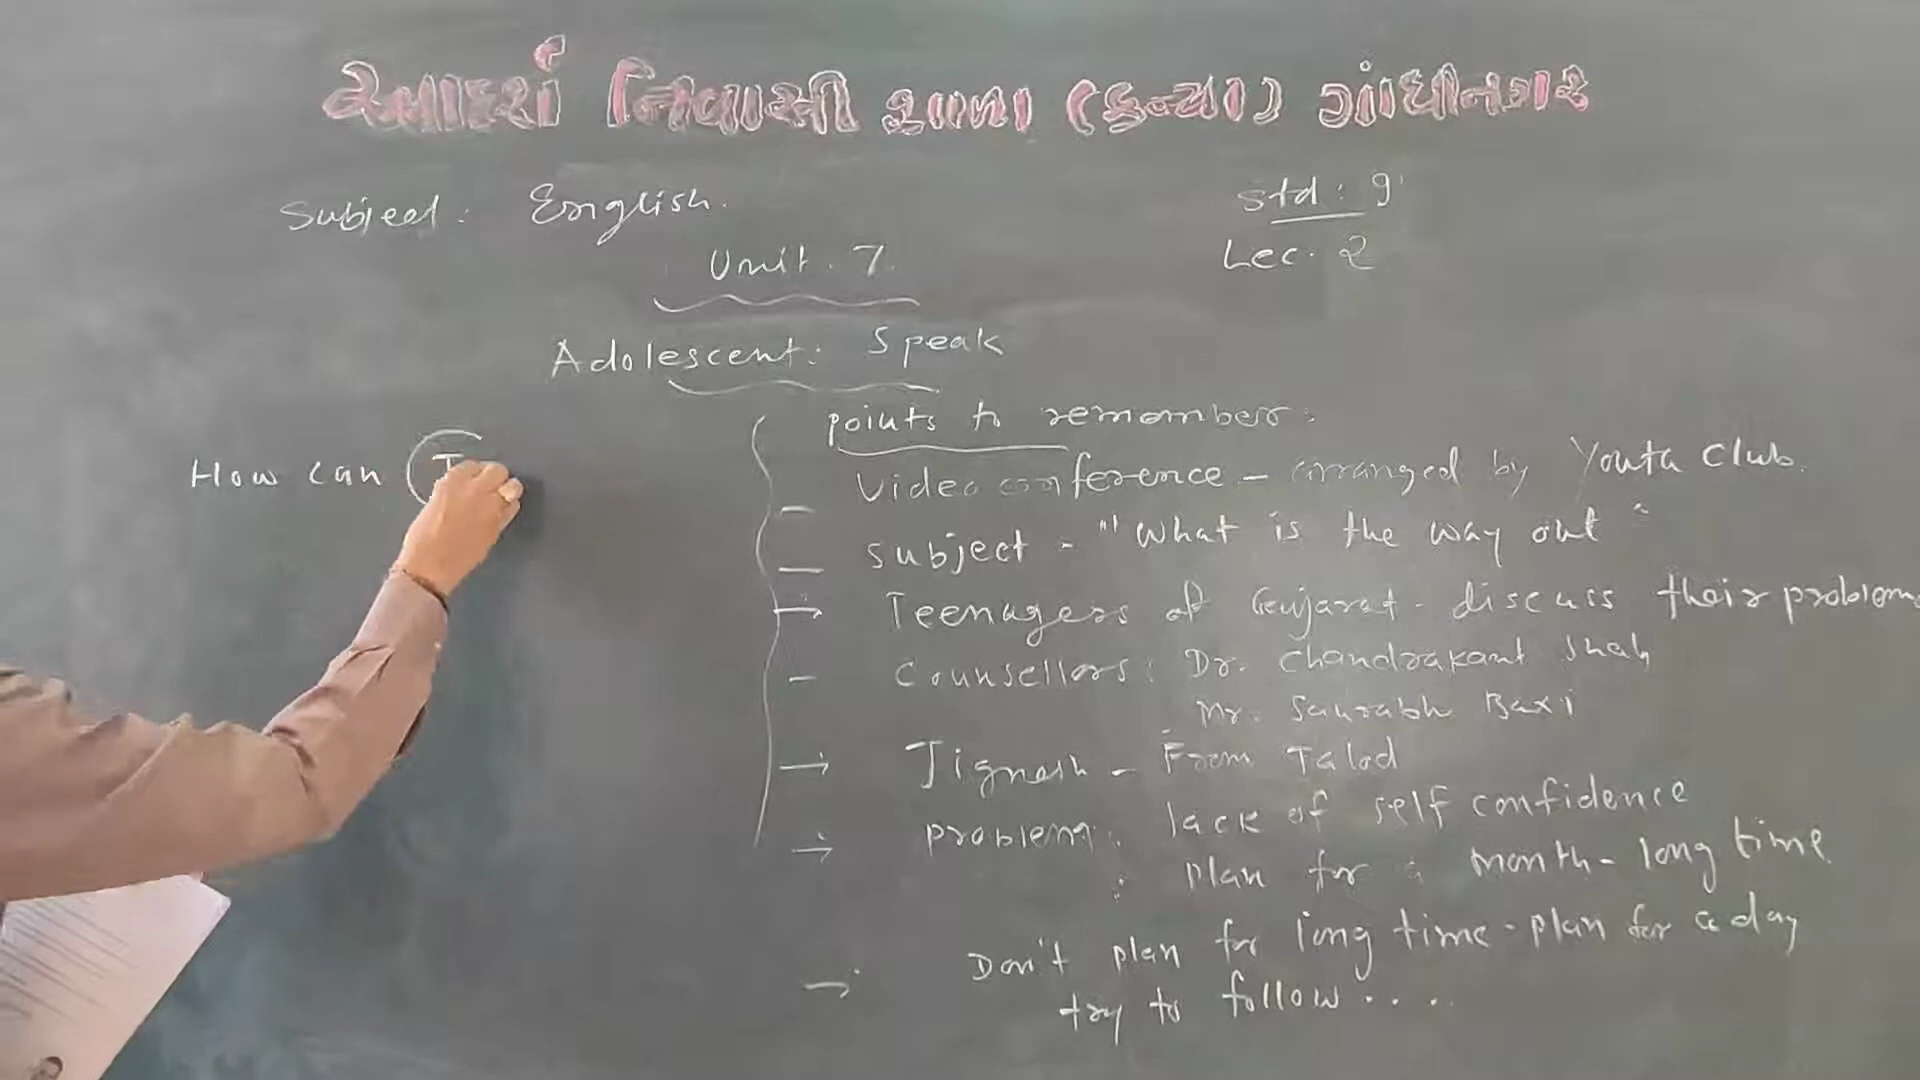 આદર્શ નિવાસી શાળા (કન્યા) ગાંધીનગર
Subject : English.
Std : 9
Unit . 7.
Lec . 2
Adolescent : Speak
How can I
points to remember :
Video conference - arranged by Youta Club.
Subject - "What is the way out"
→ Teenagers of Gujarat - discuss their problems
- Counsellors : Dr. Chandrakant Shah
Mr. Saurabh Baxi
→ Jignesh - From Talod
→ problem : lack of self confidence
: plan for a month - long time
→ Don't plan for long time - plan for a day
try to follow ....